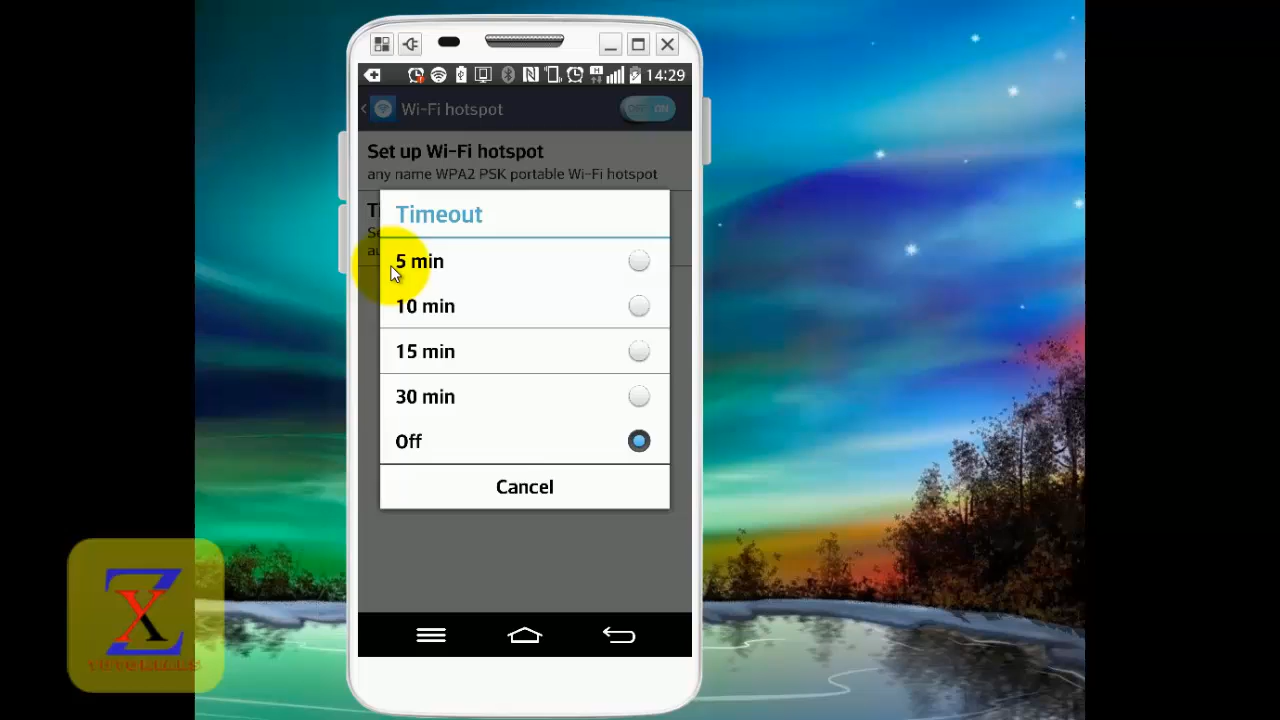 14:29
Wi-Fi hotspot
ON
Set up Wi-Fi hotspot
any name WPA2 PSK portable Wi-Fi hotspot
Timeout
5 min
10 min
15 min
30 min
Off
Cancel